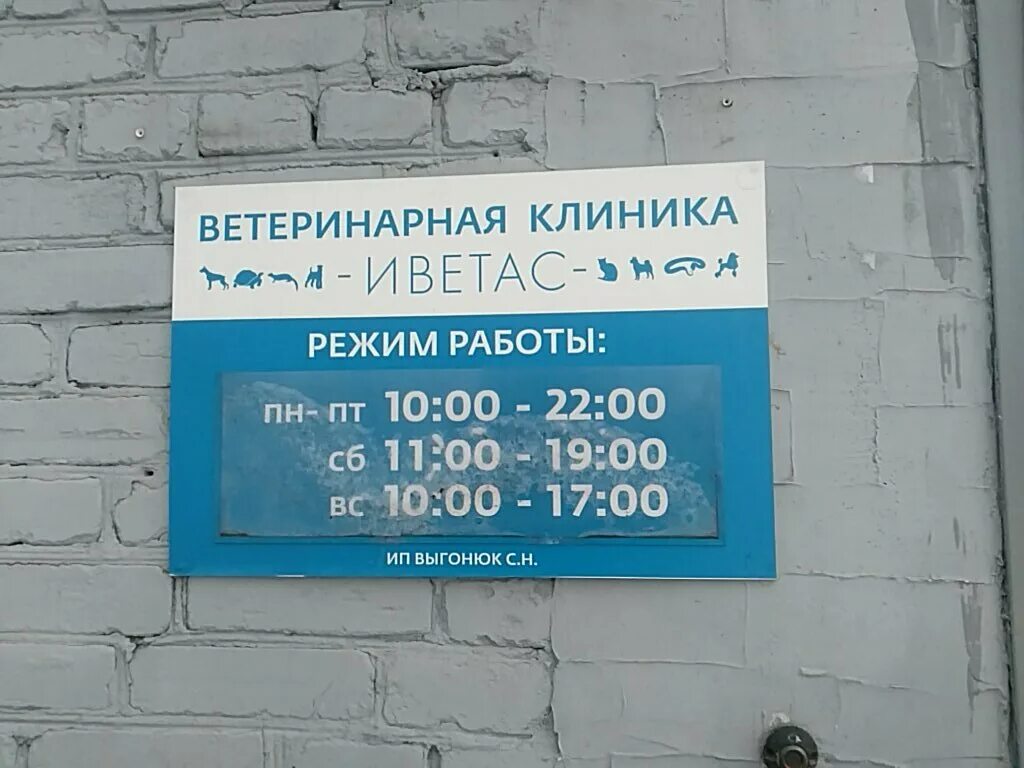 ВЕТЕРИНАРНАЯ КЛИНИКА
-ИВЕТАС-
РЕЖИМ РАБОТЫ:
ПН- ПТ 10:00 - 22:00
СБ 11:00 - 19:00
ВС 10:00 - 17:00
ИП ВЫГОНЮК С.Н.